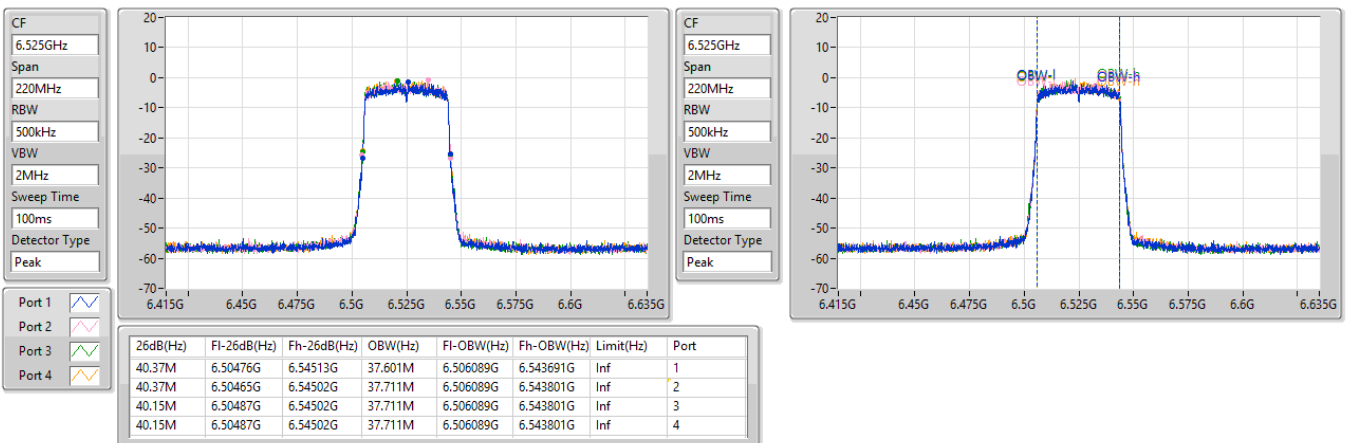 CF
6.525GHz
Span
220MHz
RBW
500kHz
VBW
2MHz
Sweep Time
100ms
Detector Type
Peak
20
10
0
-10
-20
-30
-40
-50
-60
-70
6.415G 6.45G 6.475G 6.5G 6.525G 6.55G 6.575G 6.6G 6.635G
CF
6.525GHz
Span
220MHz
RBW
500kHz
VBW
2MHz
Sweep Time
100ms
Detector Type
Peak
20
10
0
-10
-20
-30
-40
-50
-60
-70
OBW-l OBW-h
6.415G 6.45G 6.475G 6.5G 6.525G 6.55G 6.575G 6.6G 6.635G
Port 1
Port 2
Port 3
Port 4
26dB(Hz) Fl-26dB(Hz) Fh-26dB(Hz) OBW(Hz) Fl-OBW(Hz) Fh-OBW(Hz) Limit(Hz) Port
40.37M 6.50476G 6.54513G 37.601M 6.506089G 6.543691G Inf 1
40.37M 6.50465G 6.54502G 37.711M 6.506089G 6.543801G Inf 2
40.15M 6.50487G 6.54502G 37.711M 6.506089G 6.543801G Inf 3
40.15M 6.50487G 6.54502G 37.711M 6.506089G 6.543801G Inf 4